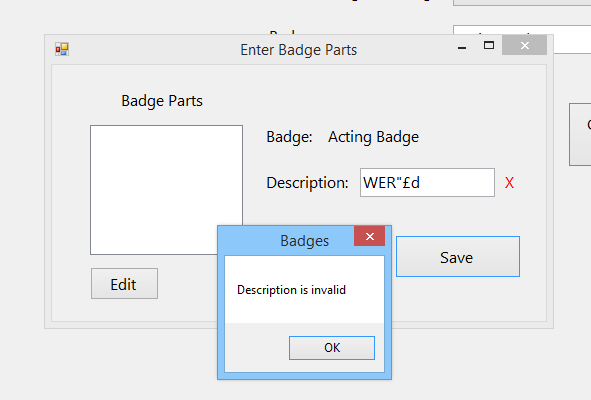 Enter Badge Parts
Badge Parts
Badge: Acting Badge
Description: WER"£d X
Badges
Description is invalid
OK
Save
Edit